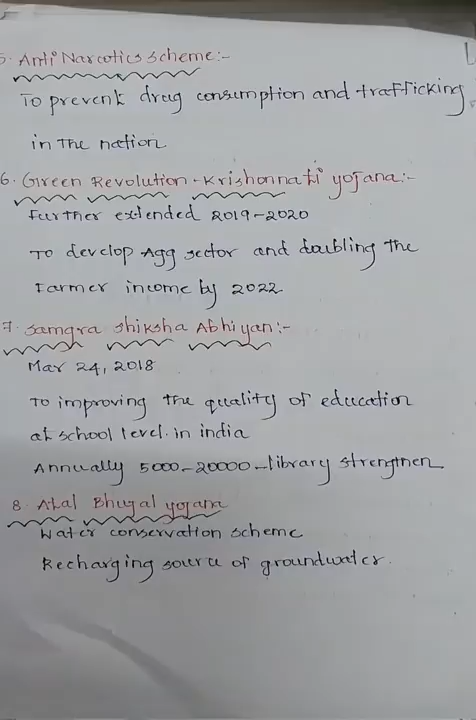 5. Anti Narcotics scheme:-
To prevent drug consumption and trafficking
in The nation
6. Green Revolution - Krishonnati yojana:-
Further extended 2019-2020
To develop Agg sector and doubling the
Farmer income by 2022
7. Samgra Shiksha Abhiyan:-
Mar 24, 2018
To improving the quality of education
at school level. in india
Annually 5000-20000-library strengthen
8. Atal Bhujal yojana
Water conservation scheme
Recharging source of groundwater.